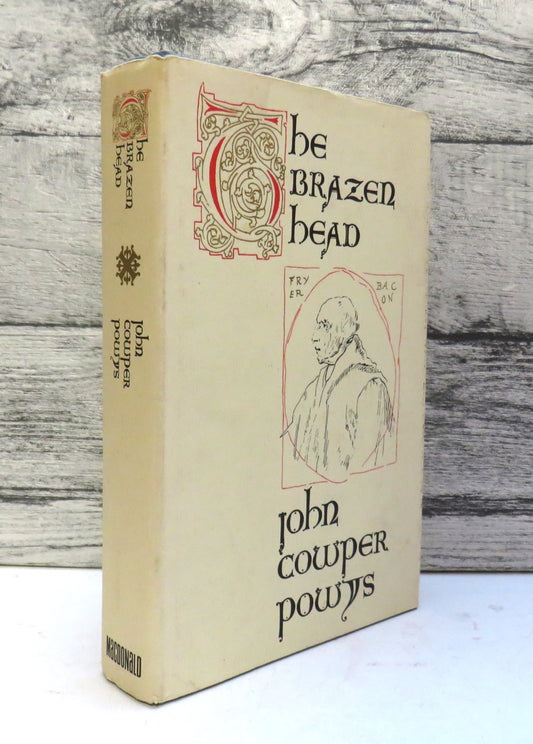 The
Brazen
Head
FRY
ER
BAC
ON
John
Cowper
Powys
The
Brazen
Head
John
Cowper
Powys
MACDONALD